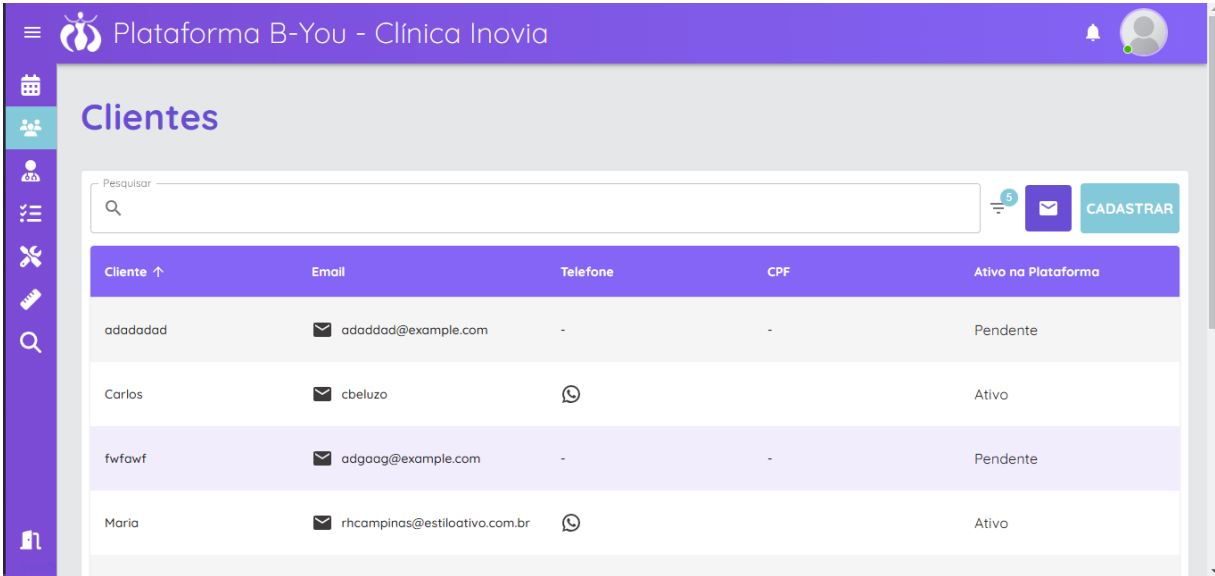 Plataforma B-You - Clínica Inovia
Clientes
Pesquisar
5
CADASTRAR
Cliente ↑ Email Telefone CPF Ativo na Plataforma
adadadad adaddad@example.com - - Pendente
Carlos cbeluzo Ativo
fwfawf adgaag@example.com - - Pendente
Maria rhcampinas@estiloativo.com.br Ativo